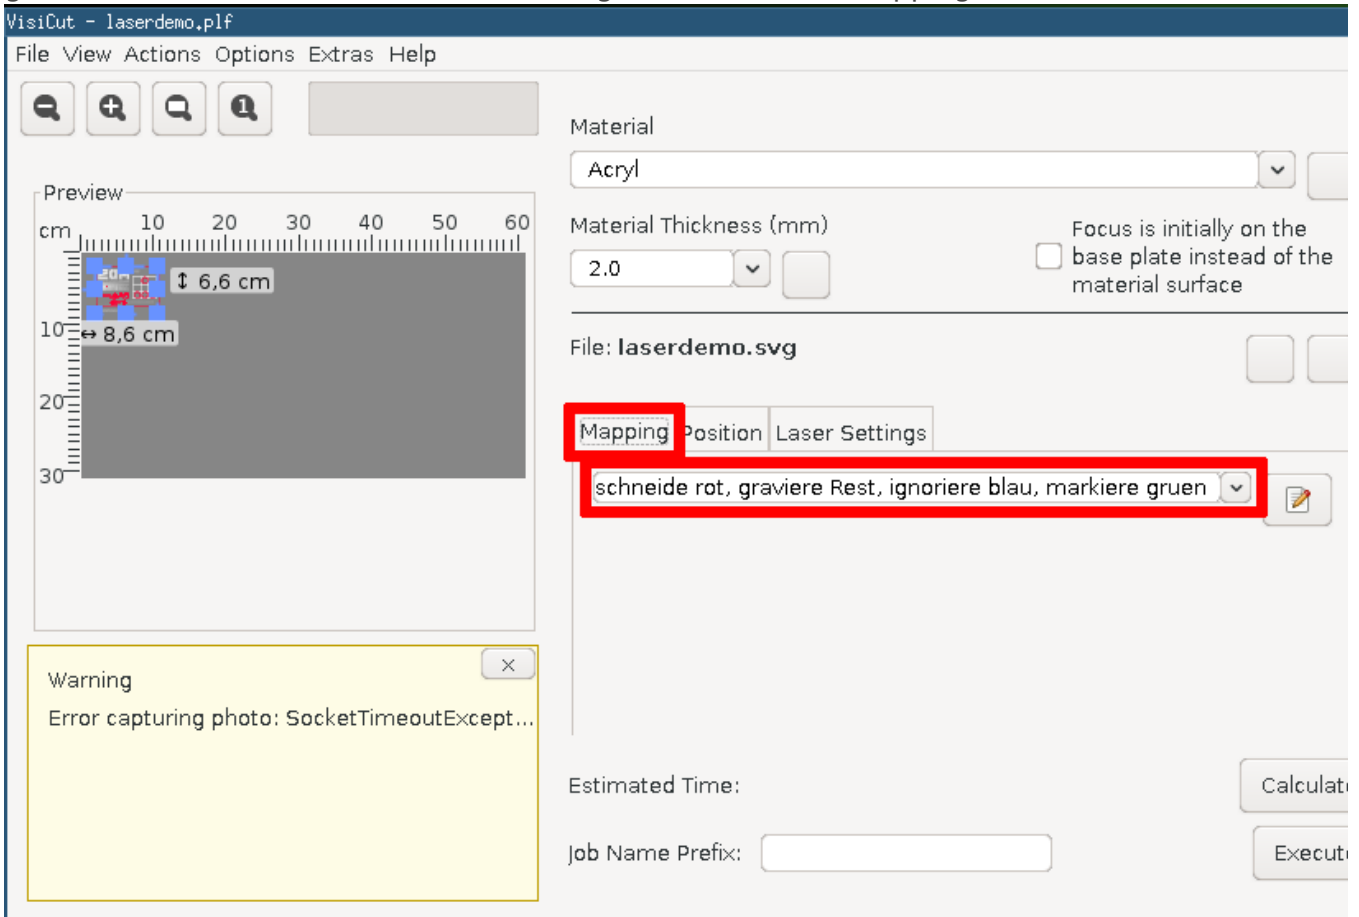 VisiCut - laserdemo.plf
File View Actions Options Extras Help
Material
Acryl
Preview
cm 10 20 30 40 50 60
Material Thickness (mm)
2.0
Focus is initially on the
base plate instead of the
material surface
6,6 cm
10
8,6 cm
20
30
File: laserdemo.svg
Mapping Position Laser Settings
schneide rot, graviere Rest, ignoriere blau, markiere gruen
Warning
Error capturing photo: SocketTimeoutExcept...
Estimated Time:
Calculate
Job Name Prefix:
Execute